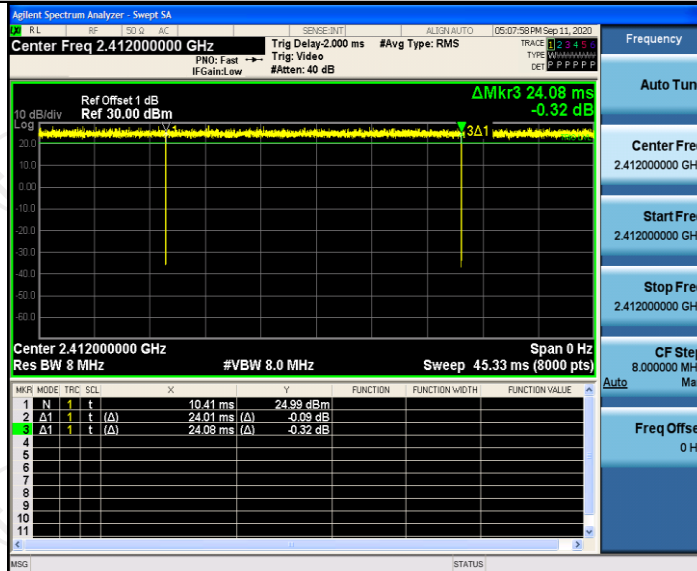 Agilent Spectrum Analyzer - Swept SA
RL RF 50 Ω AC SENSE:INT ALIGN AUTO 05:07:58 PM Sep 11, 2020
Center Freq 2.412000000 GHz
PNO: Fast
IFGain:Low
Trig Delay-2.000 ms
Trig: Video
#Atten: 40 dB
#Avg Type: RMS
TRACE 1 2 3 4 5 6
TYPE
DET P P P P P P
ΔMkr3 24.08 ms
-0.32 dB
Ref Offset 1 dB
10 dB/div Ref 30.00 dBm
Log
3Δ1
20.0
10.0
0.00
-10.0
-20.0
-30.0
-40.0
-50.0
-60.0
Center 2.412000000 GHz Span 0 Hz
Res BW 8 MHz #VBW 8.0 MHz Sweep 45.33 ms (8000 pts)
MKR MODE TRC SCL X Y FUNCTION FUNCTION WIDTH FUNCTION VALUE
1 N 1 t 10.41 ms 24.99 dBm
2 Δ1 1 t (Δ) 24.01 ms (Δ) -0.09 dB
3 Δ1 1 t (Δ) 24.08 ms (Δ) -0.32 dB
4
5
6
7
8
9
10
11
MSG STATUS
Frequency
Auto Tun
Center Fre
2.412000000 GH
Start Fre
2.412000000 GH
Stop Fre
2.412000000 GH
CF Ste
8.000000 MH
Auto Ma
Freq Offse
0 H